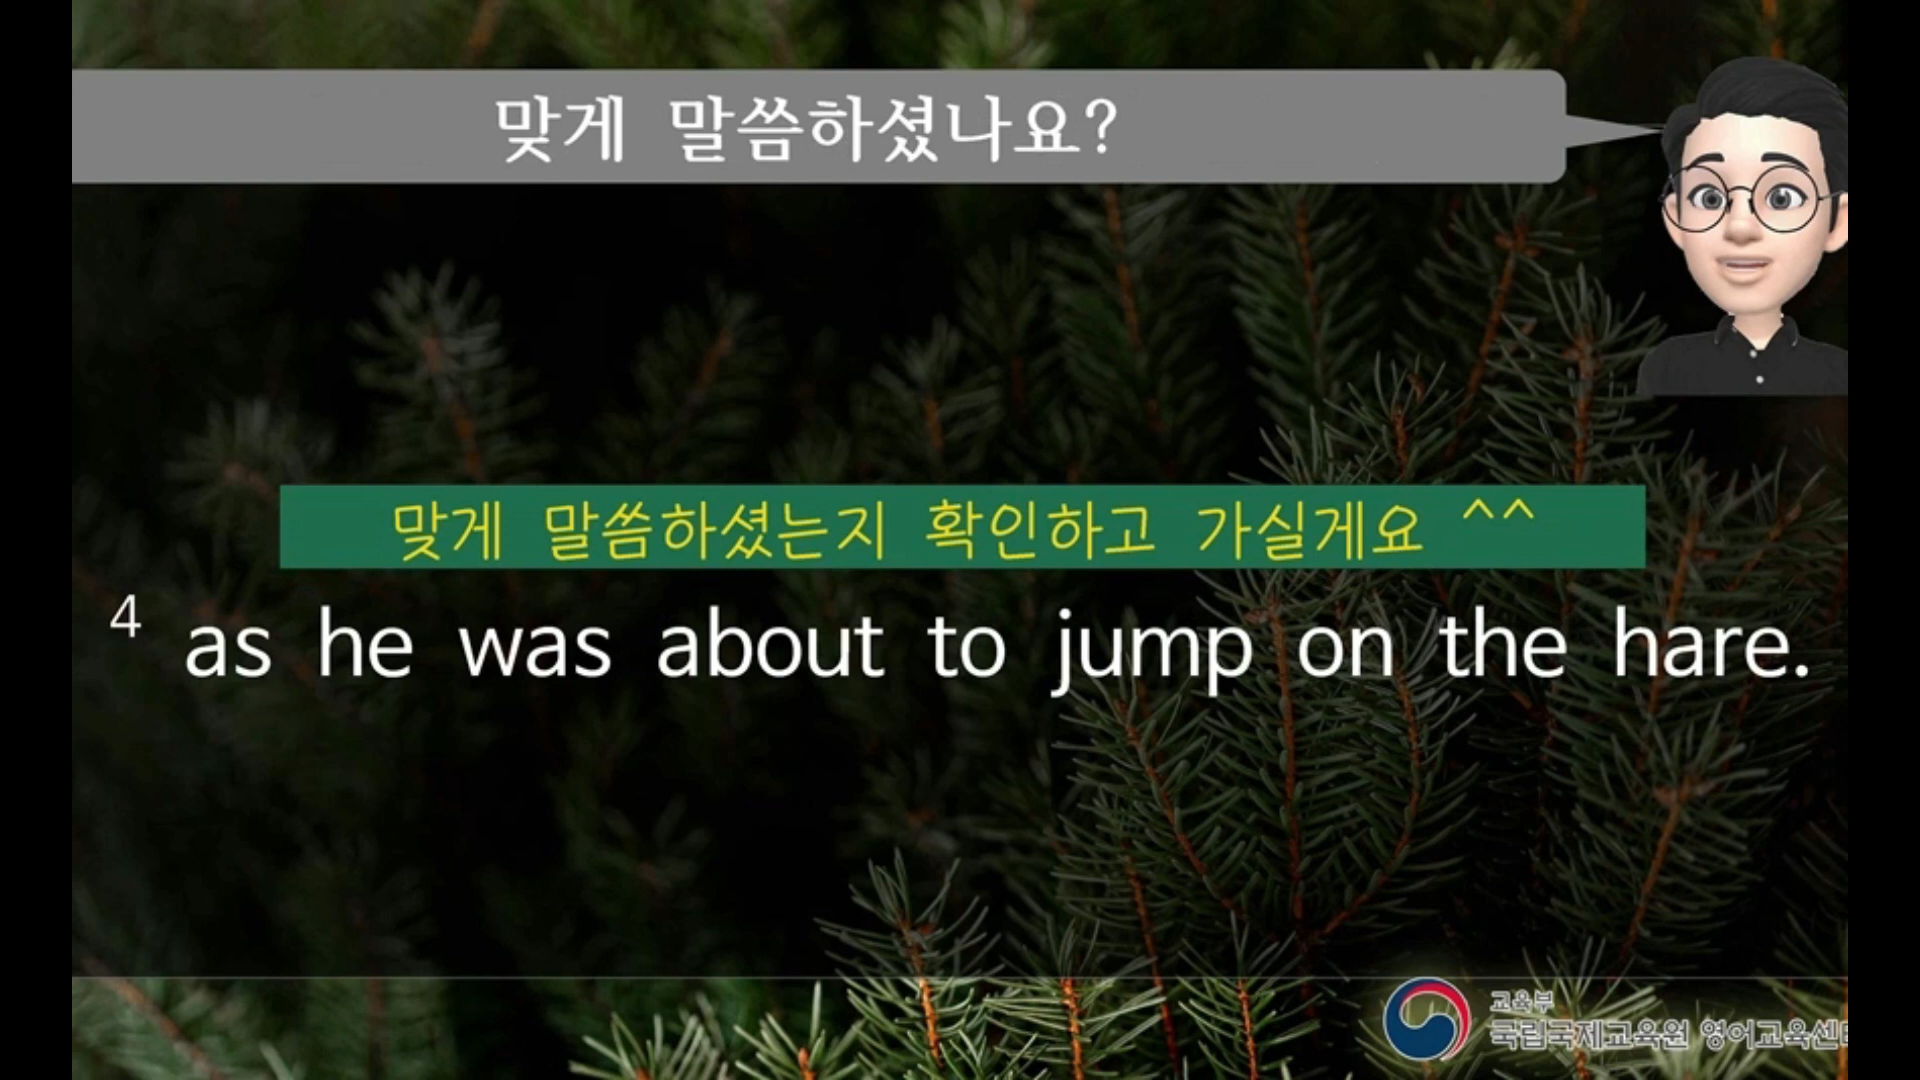 맞게 말씀하셨나요?
맞게 말씀하셨는지 확인하고 가실게요 ^^
4 as he was about to jump on the hare.
교육부
국립국제교육원 영어교육센터